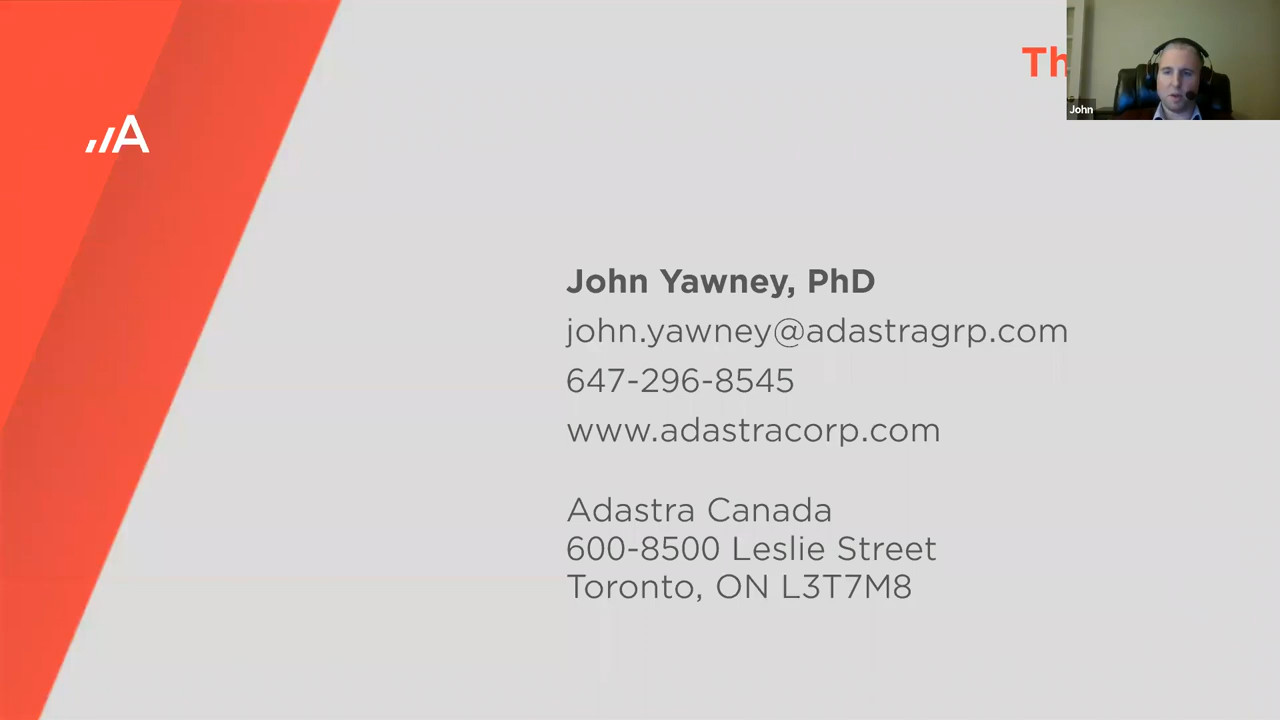 Th
John
A
John Yawney, PhD
john.yawney@adastragrp.com
647-296-8545
www.adastracorp.com
Adastra Canada
600-8500 Leslie Street
Toronto, ON L3T7M8